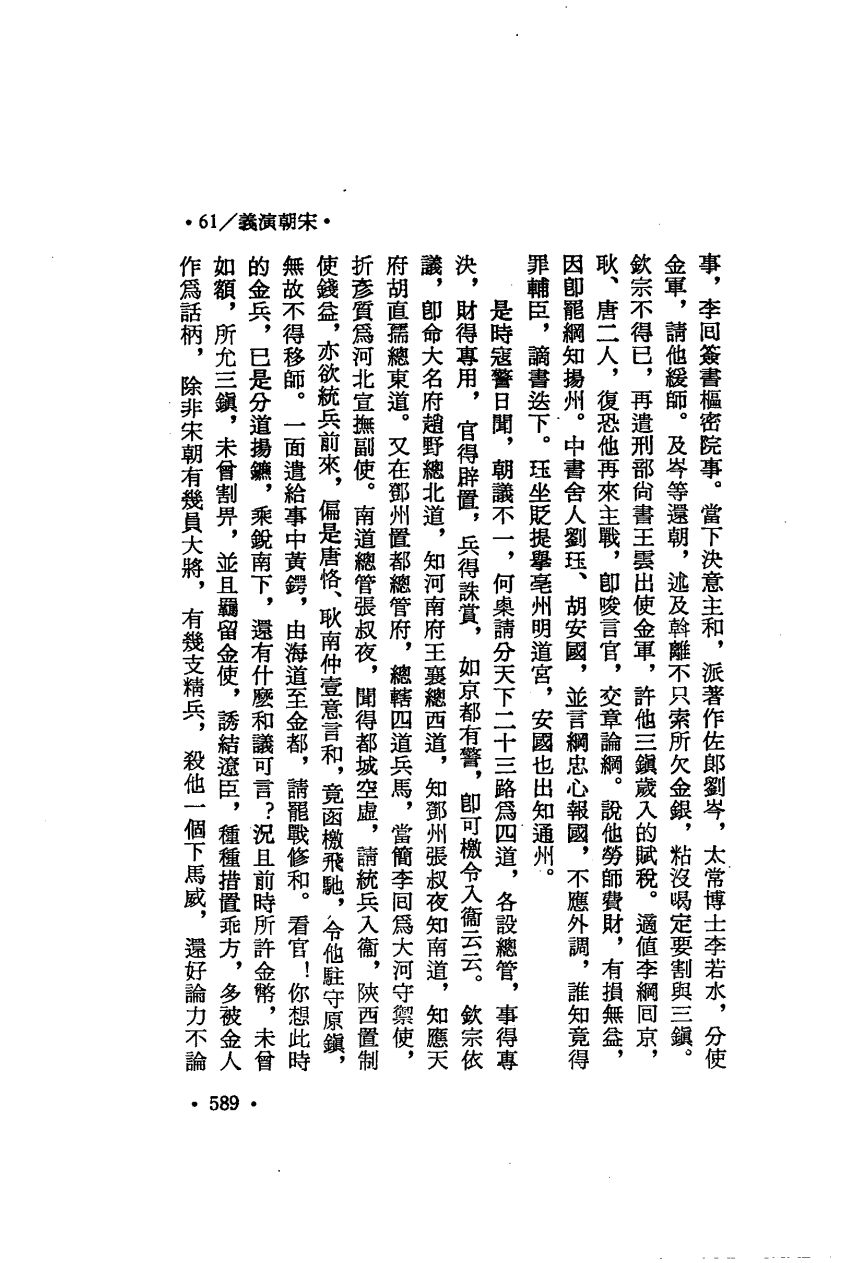 •61／義演朝宋•
事，李回簽書樞密院事。當下決意主和，派著作佐郎劉岑，太常博士李若水，分使
金軍，請他緩師。及岑等還朝，述及斡離不只索所欠金銀，粘沒喝定要割與三鎮。
欽宗不得已，再遣刑部尙書王雲出使金軍，許他三鎮歲入的賦稅。適值李綱回京，
耿、唐二人，復恐他再來主戰，卽唆言官，交章論綱。說他勞師費財，有損無益，
因卽罷綱知揚州。中書舍人劉珏、胡安國，並言綱忠心報國，不應外調，誰知竟得
罪輔臣，謫書迭下。珏坐貶提舉亳州明道宮，安國也出知通州。
是時寇警日聞，朝議不一，何㮚請分天下二十三路爲四道，各設總管，事得專
決，財得專用，官得辟置，兵得誅賞，如京都有警，卽可檄令入衞云云。欽宗依
議，卽命大名府趙野總北道，知河南府王襄總西道，知鄧州張叔夜知南道，知應天
府胡直孺總東道。又在鄧州置都總管府，總轄四道兵馬，當簡李回爲大河守禦使，
折彥質爲河北宣撫副使。南道總管張叔夜，聞得都城空虛，請統兵入衞，陝西置制
使錢益，亦欲統兵前來，偏是唐恪、耿南仲壹意言和，竟函檄飛馳，令他駐守原鎮，
無故不得移師。一面遣給事中黃鍔，由海道至金都，請罷戰修和。看官！你想此時
的金兵，已是分道揚鑣，乘銳南下，還有什麼和議可言？況且前時所許金幣，未曾
如額，所允三鎮，未曾割畀，並且羈留金使，誘結遼臣，種種措置乖方，多被金人
作爲話柄，除非宋朝有幾員大將，有幾支精兵，殺他一個下馬威，還好論力不論
•589•